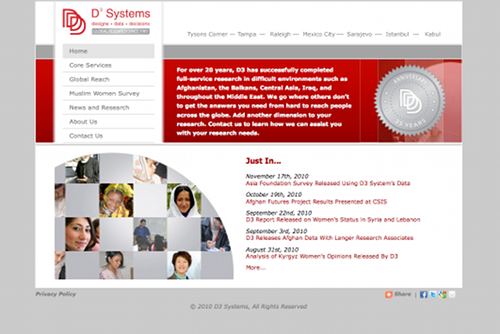 D3 Systems
designs • data • decisions
Tysons Corner — Tampa — Raleigh — Mexico City — Sarajevo — Istanbul — Kabul
Home
Core Services
Global Reach
Muslim Women Survey
News and Research
About Us
Contact Us
For over 20 years, D3 has successfully completed
full-service research in difficult environments such as
Afghanistan, the Balkans, Central Asia, Iraq, and
throughout the Middle East. We go where others don't
to get the answers you need from hard to reach people
across the globe. Add another dimension to your
research. Contact us to learn how we can assist you
with your research needs.
ANNIVERSARY
25 YEARS
Just In...
November 17th, 2010
Asia Foundation Survey Released Using D3 System's Data
October 19th, 2010
Afghan Futures Project Results Presented at CSIS
September 22nd, 2010
D3 Report Released on Women's Status in Syria and Lebanon
September 3rd, 2010
D3 Releases Afghan Data With Langer Research Associates
August 31st, 2010
Analysis of Kyrgyz Women's Opinions Released By D3
More...
Privacy Policy
Share |
© 2010 D3 Systems, All Rights Reserved